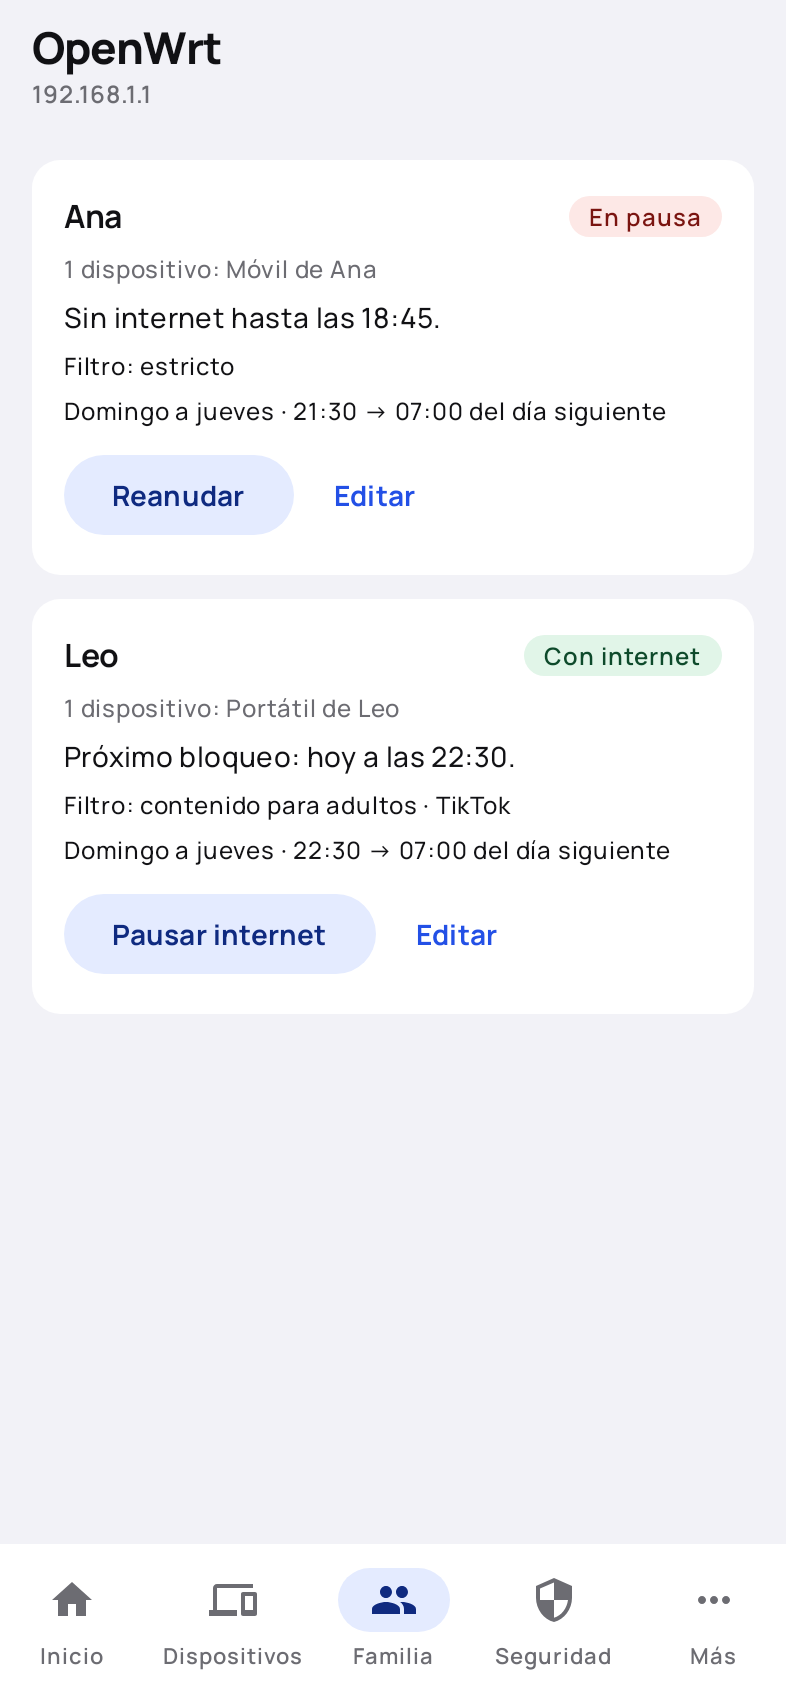 OpenWrt
192.168.1.1
Ana
En pausa
1 dispositivo: Móvil de Ana
Sin internet hasta las 18:45.
Filtro: estricto
Domingo a jueves · 21:30 → 07:00 del día siguiente
Reanudar
Editar
Leo
Con internet
1 dispositivo: Portátil de Leo
Próximo bloqueo: hoy a las 22:30.
Filtro: contenido para adultos · TikTok
Domingo a jueves · 22:30 → 07:00 del día siguiente
Pausar internet
Editar
Inicio
Dispositivos
Familia
Seguridad
Más